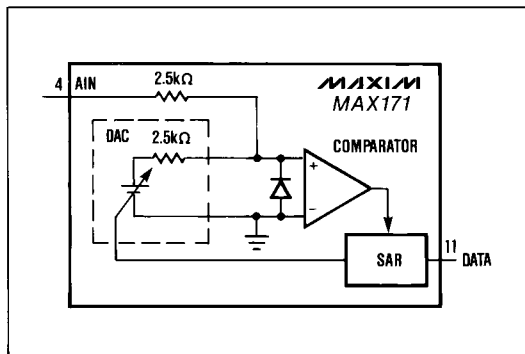 4 AIN 2.5kΩ MAXIM
MAX171
DAC 2.5kΩ COMPARATOR
+
−
SAR 11 DATA